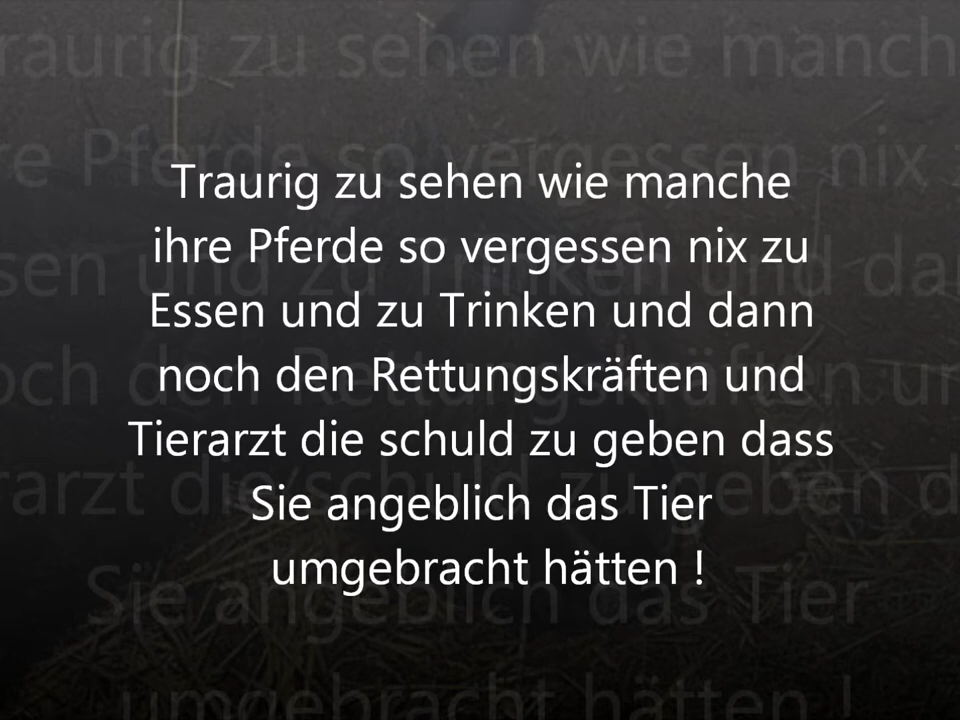 Traurig zu sehen wie manche
ihre Pferde so vergessen nix zu
Essen und zu Trinken und dann
noch den Rettungskräften und
Tierarzt die schuld zu geben dass
Sie angeblich das Tier
umgebracht hätten !